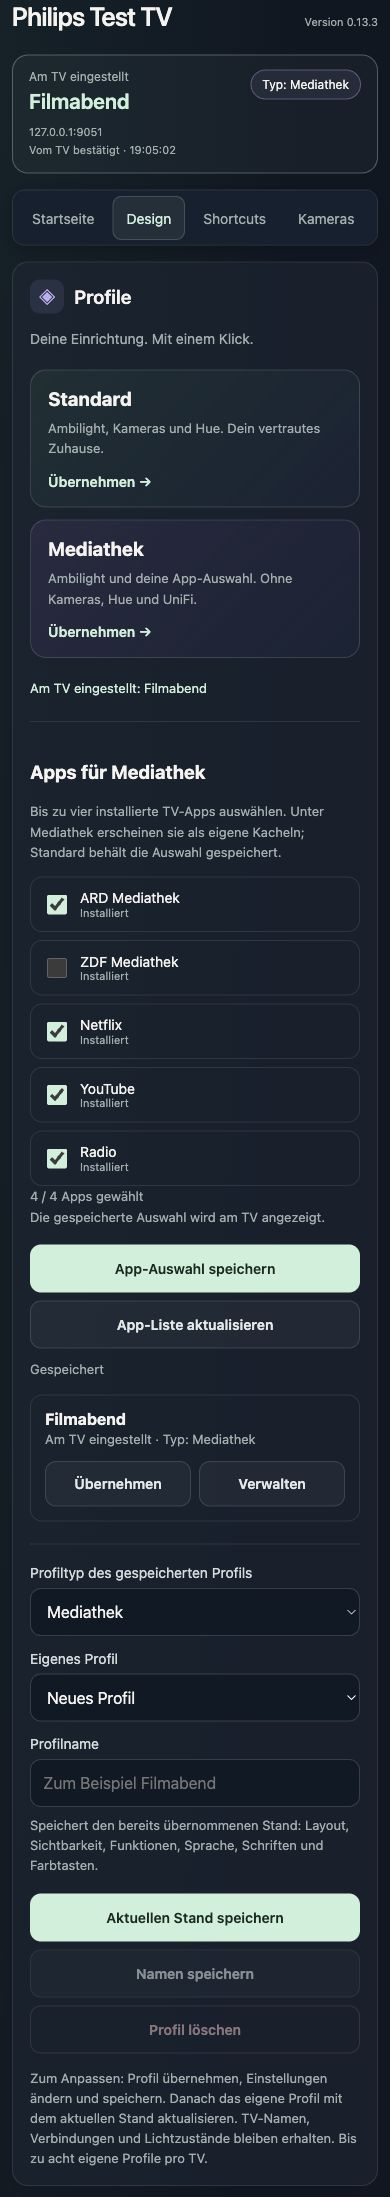 Philips Test TV
Version 0.13.3
Am TV eingestellt
Typ: Mediathek
Filmabend
127.0.0.1:9051
Vom TV bestätigt · 19:05:02
Startseite
Design
Shortcuts
Kameras
Profile
Deine Einrichtung. Mit einem Klick.
Standard
Ambilight, Kameras und Hue. Dein vertrautes
Zuhause.
Übernehmen →
Mediathek
Ambilight und deine App-Auswahl. Ohne
Kameras, Hue und UniFi.
Übernehmen →
Am TV eingestellt: Filmabend
Apps für Mediathek
Bis zu vier installierte TV-Apps auswählen. Unter
Mediathek erscheinen sie als eigene Kacheln;
Standard behält die Auswahl gespeichert.
ARD Mediathek
Installiert
ZDF Mediathek
Installiert
Netflix
Installiert
YouTube
Installiert
Radio
Installiert
4 / 4 Apps gewählt
Die gespeicherte Auswahl wird am TV angezeigt.
App-Auswahl speichern
App-Liste aktualisieren
Gespeichert
Filmabend
Am TV eingestellt · Typ: Mediathek
Übernehmen
Verwalten
Profiltyp des gespeicherten Profils
Mediathek
Eigenes Profil
Neues Profil
Profilname
Zum Beispiel Filmabend
Speichert den bereits übernommenen Stand: Layout,
Sichtbarkeit, Funktionen, Sprache, Schriften und
Farbtasten.
Aktuellen Stand speichern
Namen speichern
Profil löschen
Zum Anpassen: Profil übernehmen, Einstellungen
ändern und speichern. Danach das eigene Profil mit
dem aktuellen Stand aktualisieren. TV-Namen,
Verbindungen und Lichtzustände bleiben erhalten. Bis
zu acht eigene Profile pro TV.